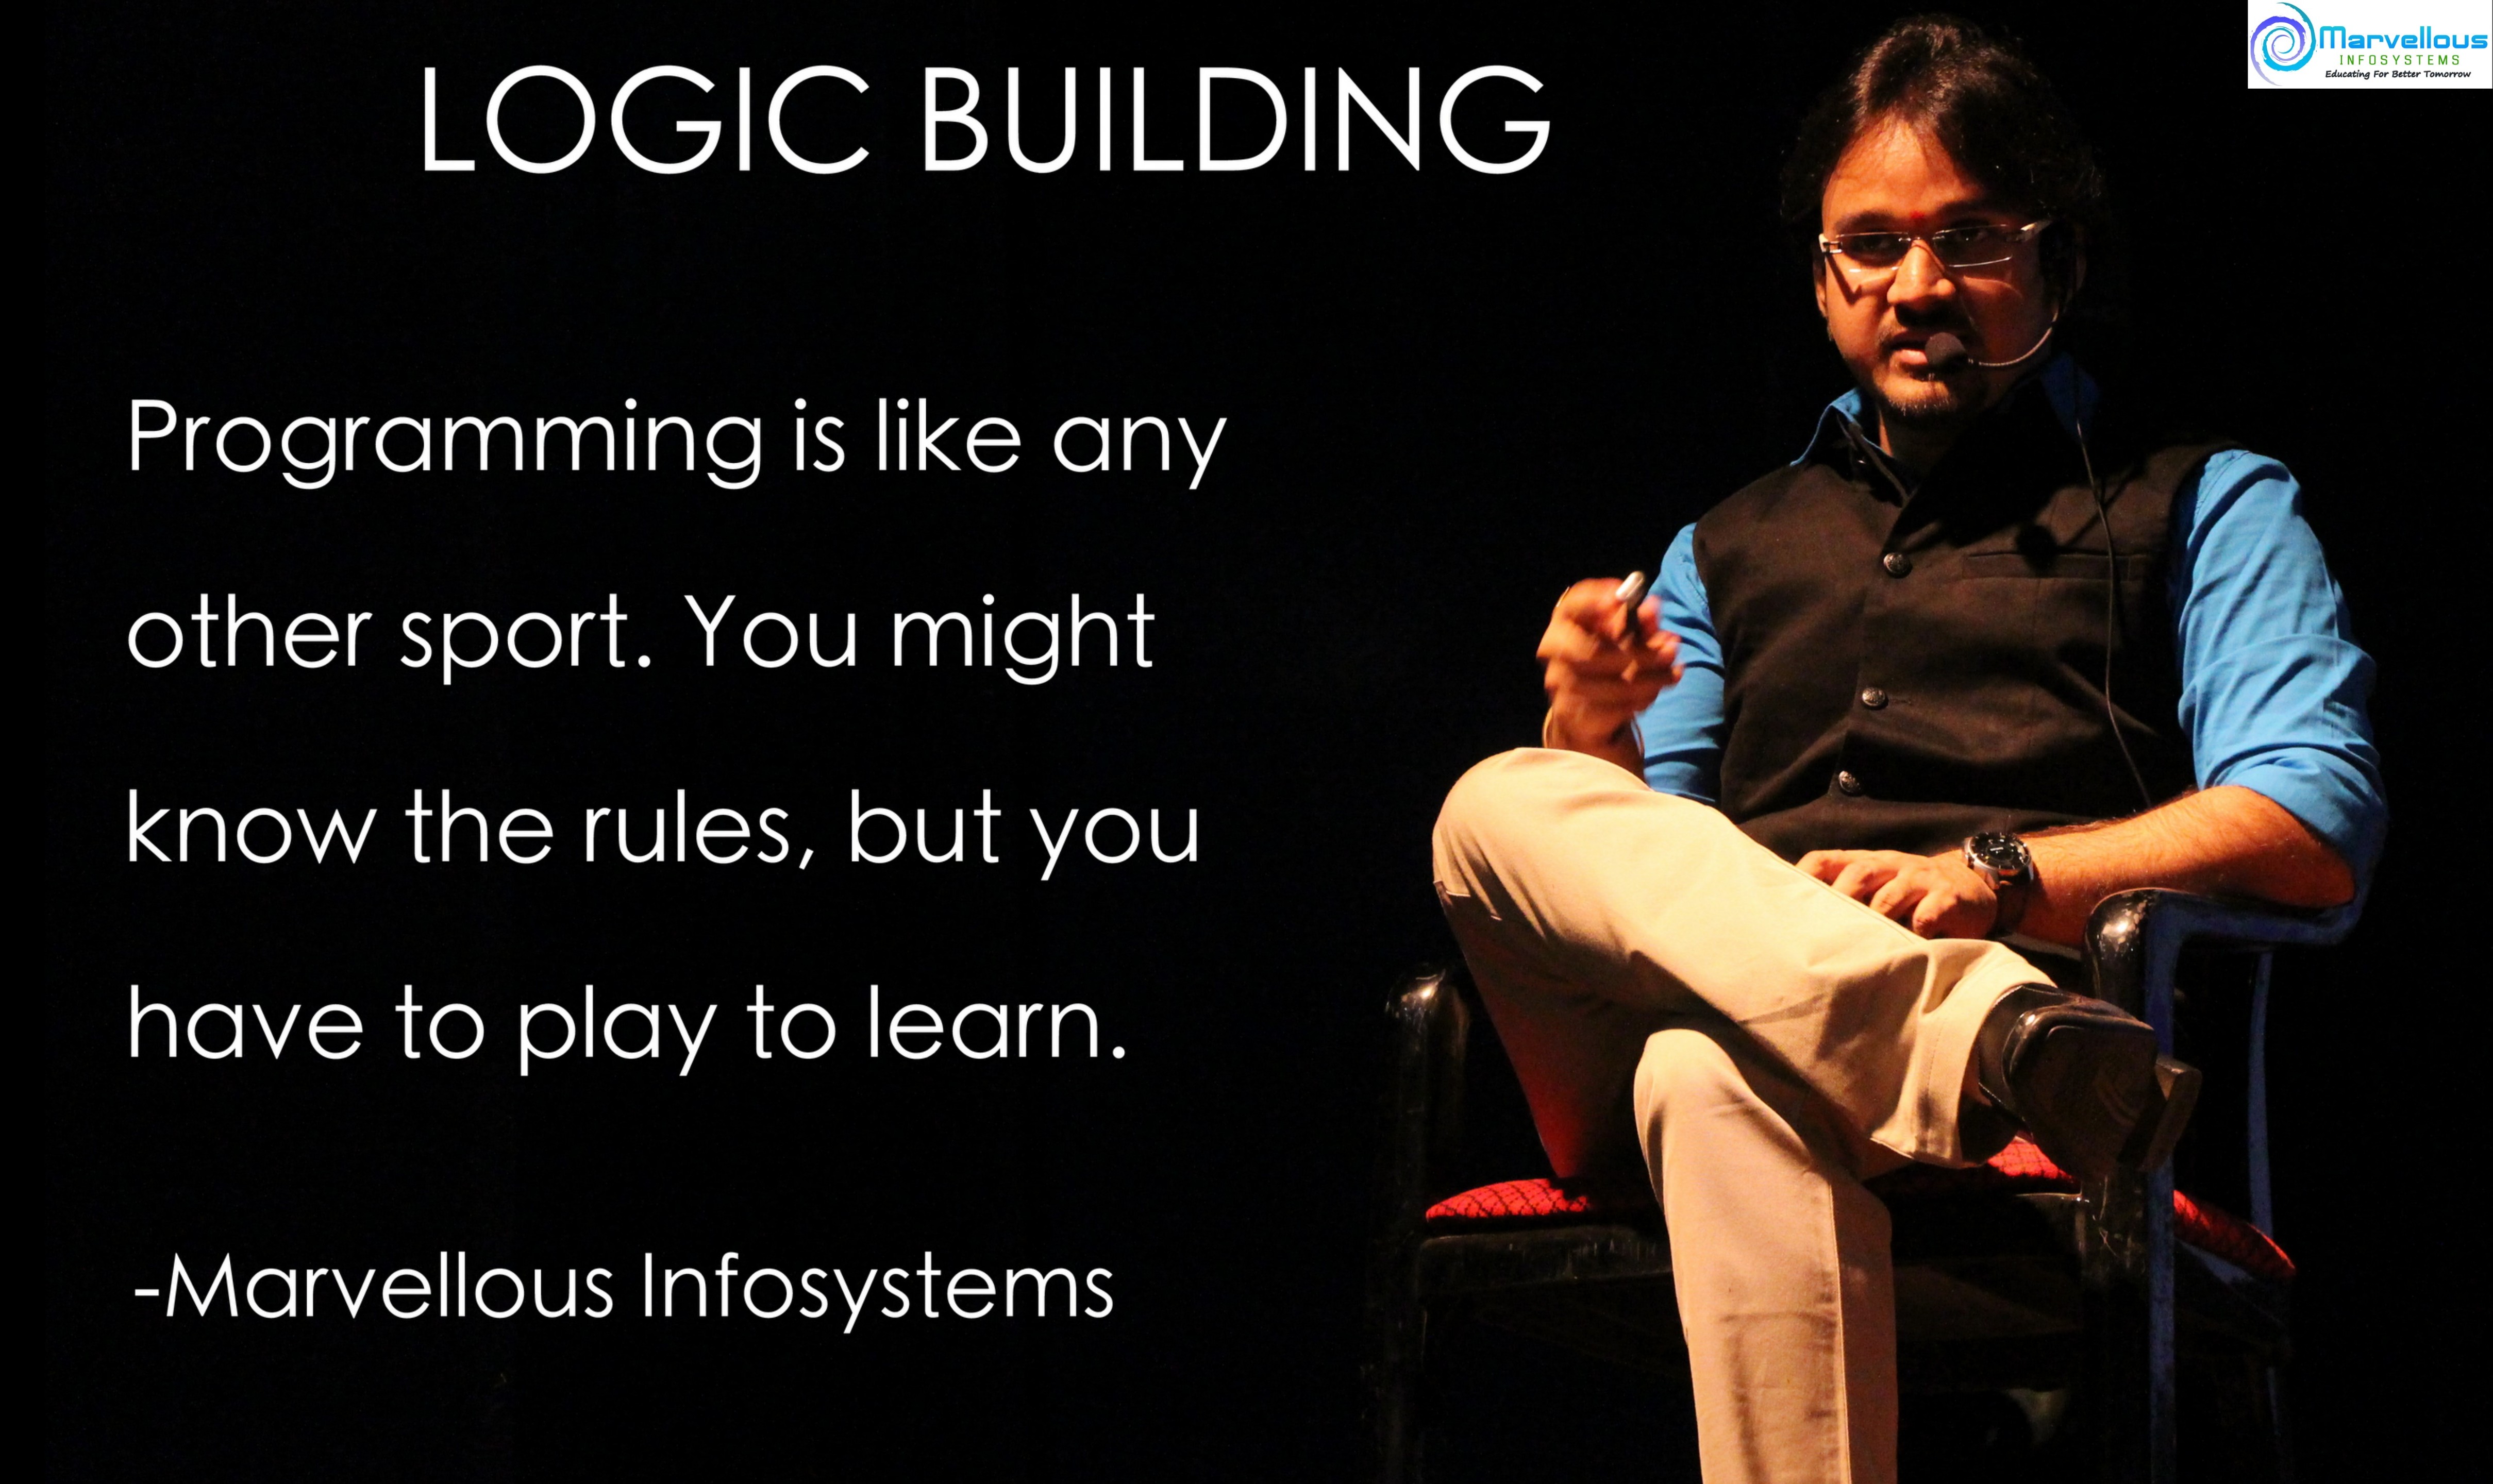 LOGIC BUILDING
Marvellous
INFOSYSTEMS
Educating For Better Tomorrow
Programming is like any
other sport. You might
know the rules, but you
have to play to learn.
-Marvellous Infosystems